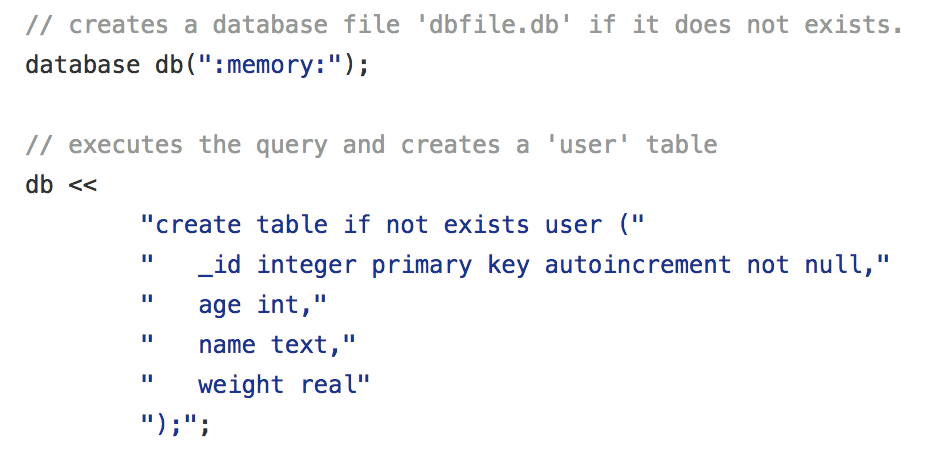 // creates a database file 'dbfile.db' if it does not exists.
database db(":memory:");
// executes the query and creates a 'user' table
db <<
"create table if not exists user ("
"   _id integer primary key autoincrement not null,"
"   age int,"
"   name text,"
"   weight real"
");";